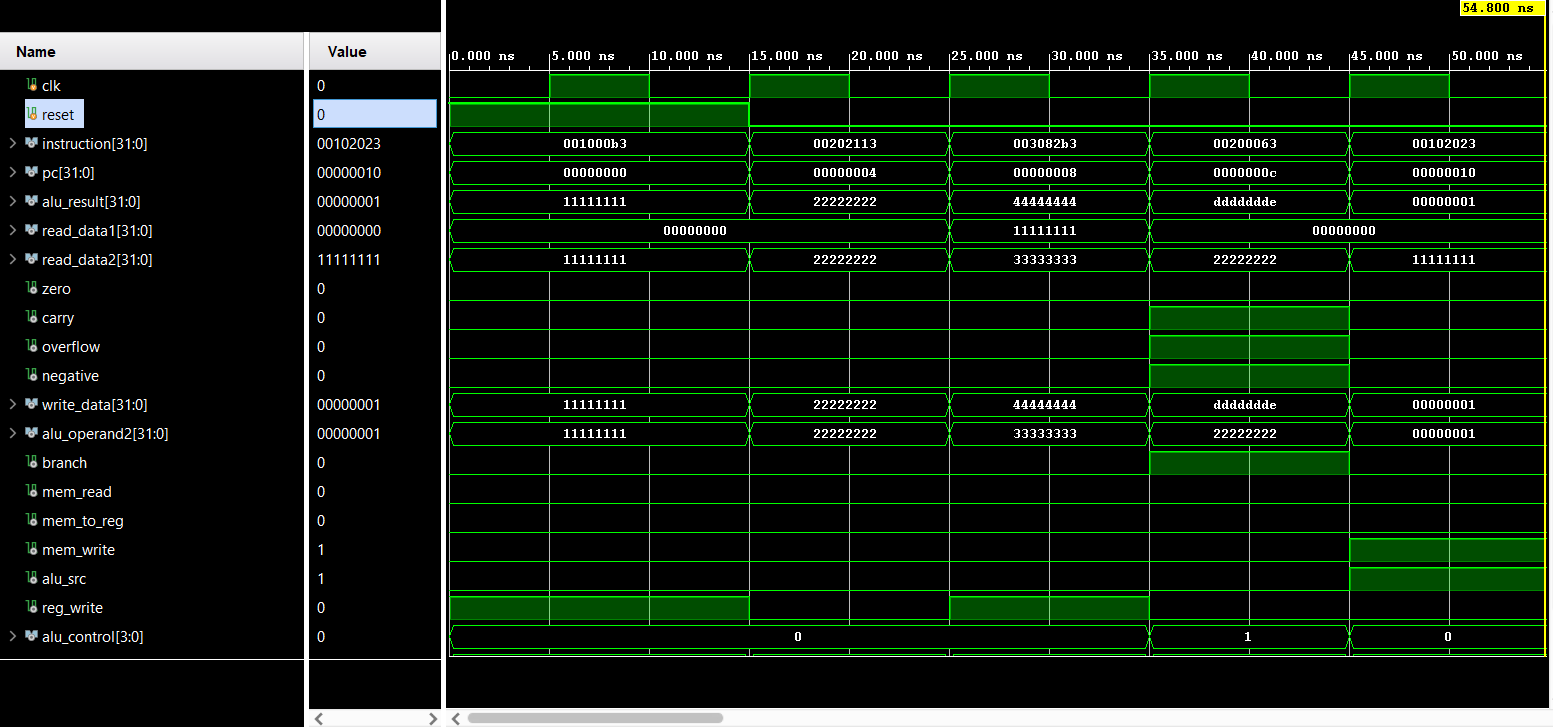 54.800 ns
Name Value 0.000 ns 5.000 ns 10.000 ns 15.000 ns 20.000 ns 25.000 ns 30.000 ns 35.000 ns 40.000 ns 45.000 ns 50.000 ns
clk 0
reset 0
instruction[31:0] 00102023 001000b3 00202113 003082b3 00200063 00102023
pc[31:0] 00000010 00000000 00000004 00000008 0000000c 00000010
alu_result[31:0] 00000001 11111111 22222222 44444444 ddddddde 00000001
read_data1[31:0] 00000000 00000000 11111111 00000000
read_data2[31:0] 11111111 11111111 22222222 33333333 22222222 11111111
zero 0
carry 0
overflow 0
negative 0
write_data[31:0] 00000001 11111111 22222222 44444444 ddddddde 00000001
alu_operand2[31:0] 00000001 11111111 22222222 33333333 22222222 00000001
branch 0
mem_read 0
mem_to_reg 0
mem_write 1
alu_src 1
reg_write 0
alu_control[3:0] 0 0 1 0